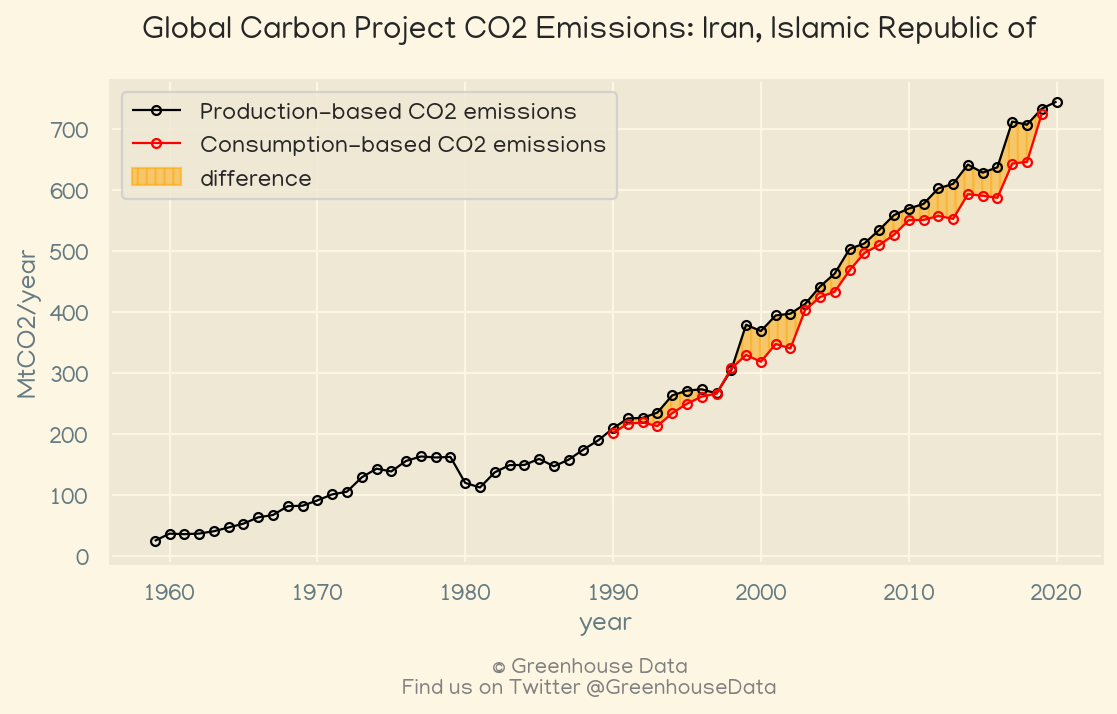 Global Carbon Project CO2 Emissions: Iran, Islamic Republic of
Production-based CO2 emissions
Consumption-based CO2 emissions
difference
MtCO2/year
700
600
500
400
300
200
100
0
1960 1970 1980 1990 2000 2010 2020
year
© Greenhouse Data
Find us on Twitter @GreenhouseData